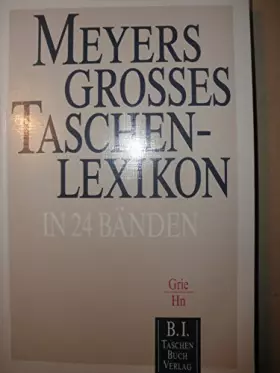 MEYERS
GROSSES
TASCHEN-
LEXIKON
IN 24 BÄNDEN
Grie
Hn
B.I.
TASCHEN
BUCH
VERLAG